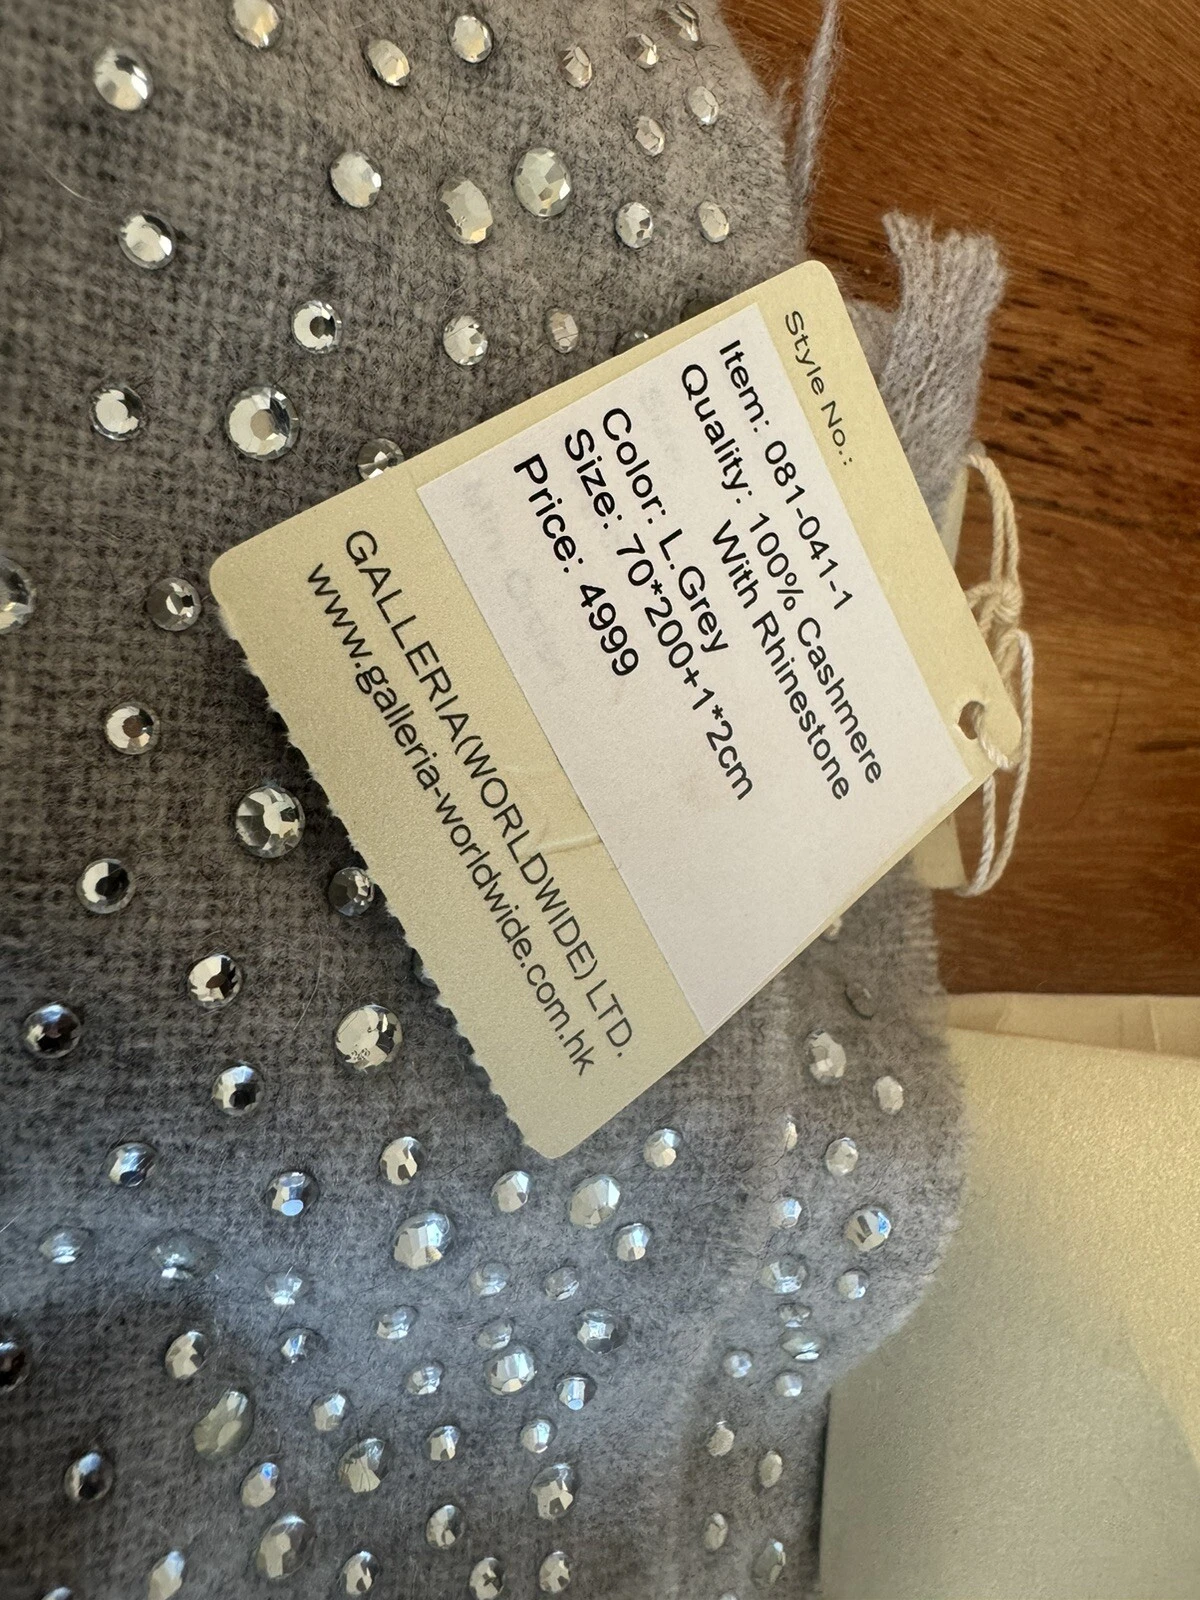 Style No.:
Item: 081-041-1
Quality: 100% Cashmere
With Rhinestone
Color: L.Grey
Size: 70*200+1*2cm
Price: 4999
GALLERIA(WORLDWIDE) LTD.
www.galleria-worldwide.com.hk